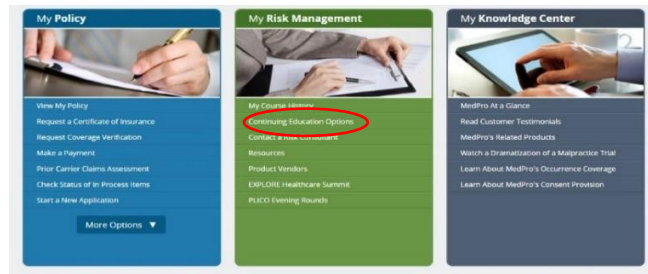 My Policy
View My Policy
Request a Certificate of Insurance
Request Coverage Verification
Make a Payment
Prior Carrier Claims Assessment
Check Status of In Process Items
Start a New Application
More Options ▼
My Risk Management
My Course History
Continuing Education Options
Contact a Risk Consultant
Resources
Product Vendors
EXPLORE Healthcare Summit
PLICO Evening Rounds
My Knowledge Center
MedPro At a Glance
Read Customer Testimonials
MedPro's Related Products
Watch a Dramatization of a Malpractice Trial
Learn About MedPro's Occurrence Coverage
Learn About MedPro's Consent Provision